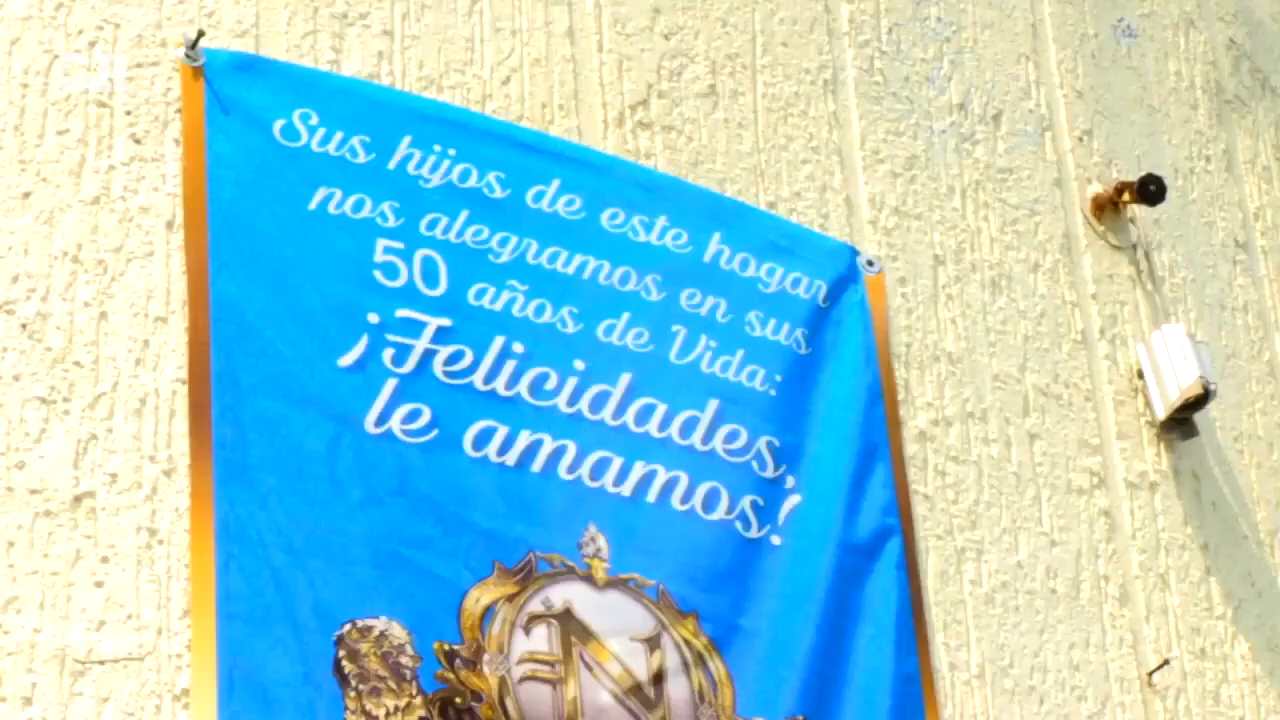 Sus hijos de este hogar
nos alegramos en sus
50 años de Vida:
¡Felicidades,
le amamos!
N